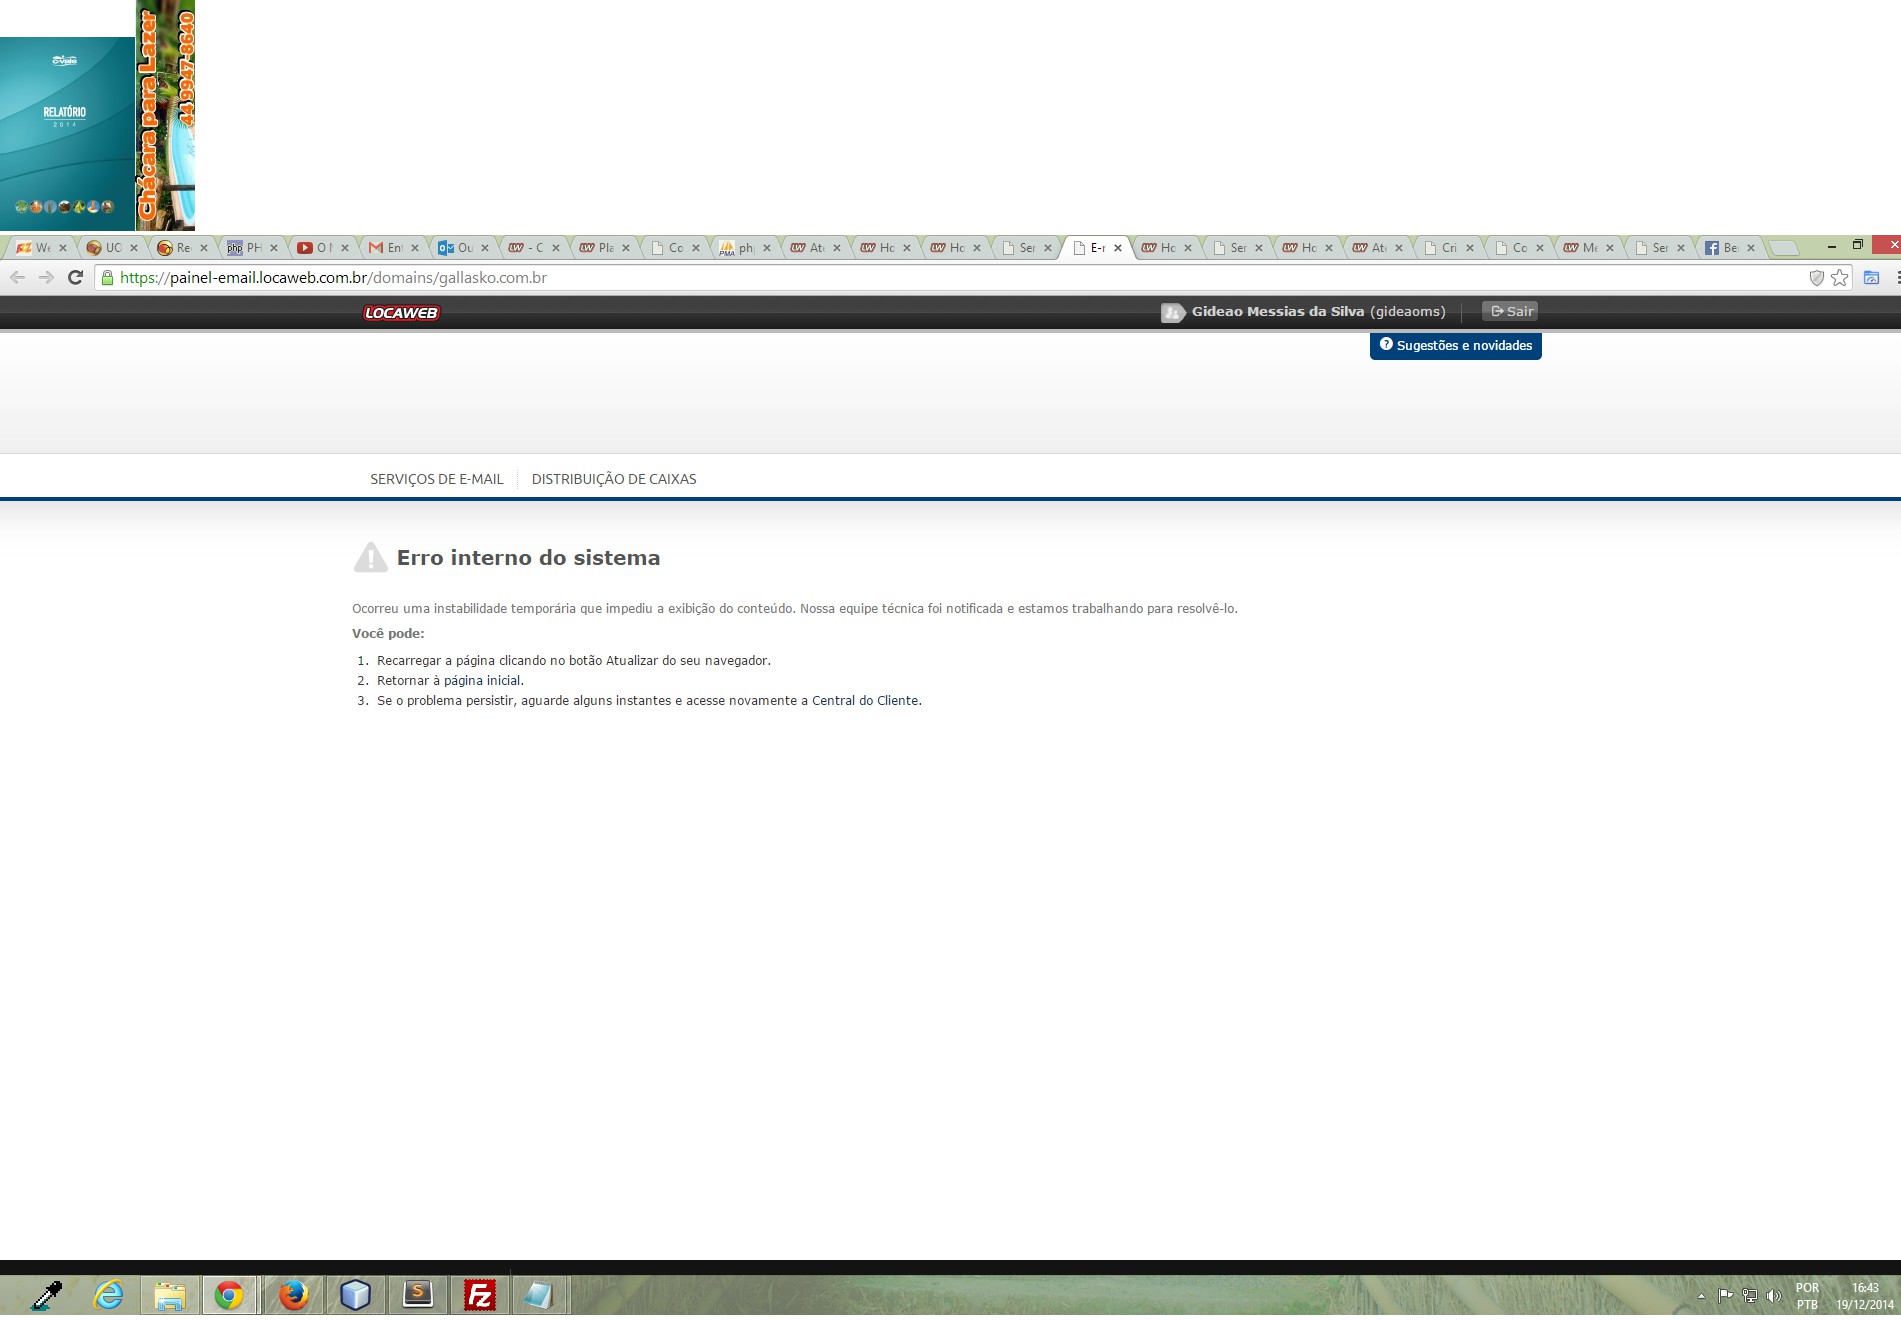 C.Vale
RELATÓRIO
2014
Chácara para Lazer
44 9947-8640
We
UO
Re
PH
O
En
Ou
- C
Pla
Co
ph
At
Ho
Ho
Ser
E-r
Ho
Ser
Ho
At
Cri
Co
Me
Ser
Be
https://painel-email.locaweb.com.br/domains/gallasko.com.br
LOCAWEB
Gideao Messias da Silva (gideaoms)
Sair
Sugestões e novidades
SERVIÇOS DE E-MAIL
DISTRIBUIÇÃO DE CAIXAS
Erro interno do sistema
Ocorreu uma instabilidade temporária que impediu a exibição do conteúdo. Nossa equipe técnica foi notificada e estamos trabalhando para resolvê-lo.
Você pode:
1. Recarregar a página clicando no botão Atualizar do seu navegador.
2. Retornar à página inicial.
3. Se o problema persistir, aguarde alguns instantes e acesse novamente a Central do Cliente.
POR
PTB
16:43
19/12/2014